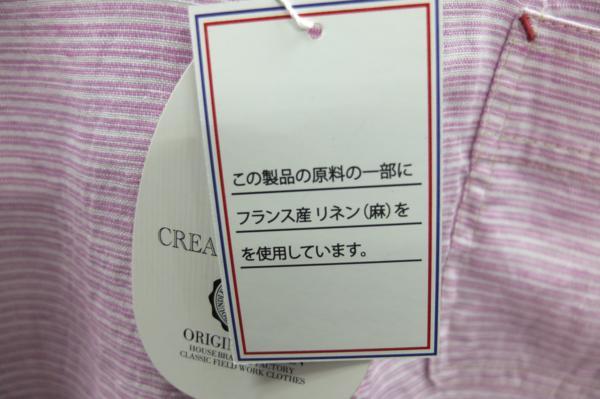 この製品の原料の一部に
フランス産リネン（麻）を
を使用しています。
CREA
ORIGIN
HOUSE BRA FACTORY
CLASSIC FIELD WORK CLOTHES